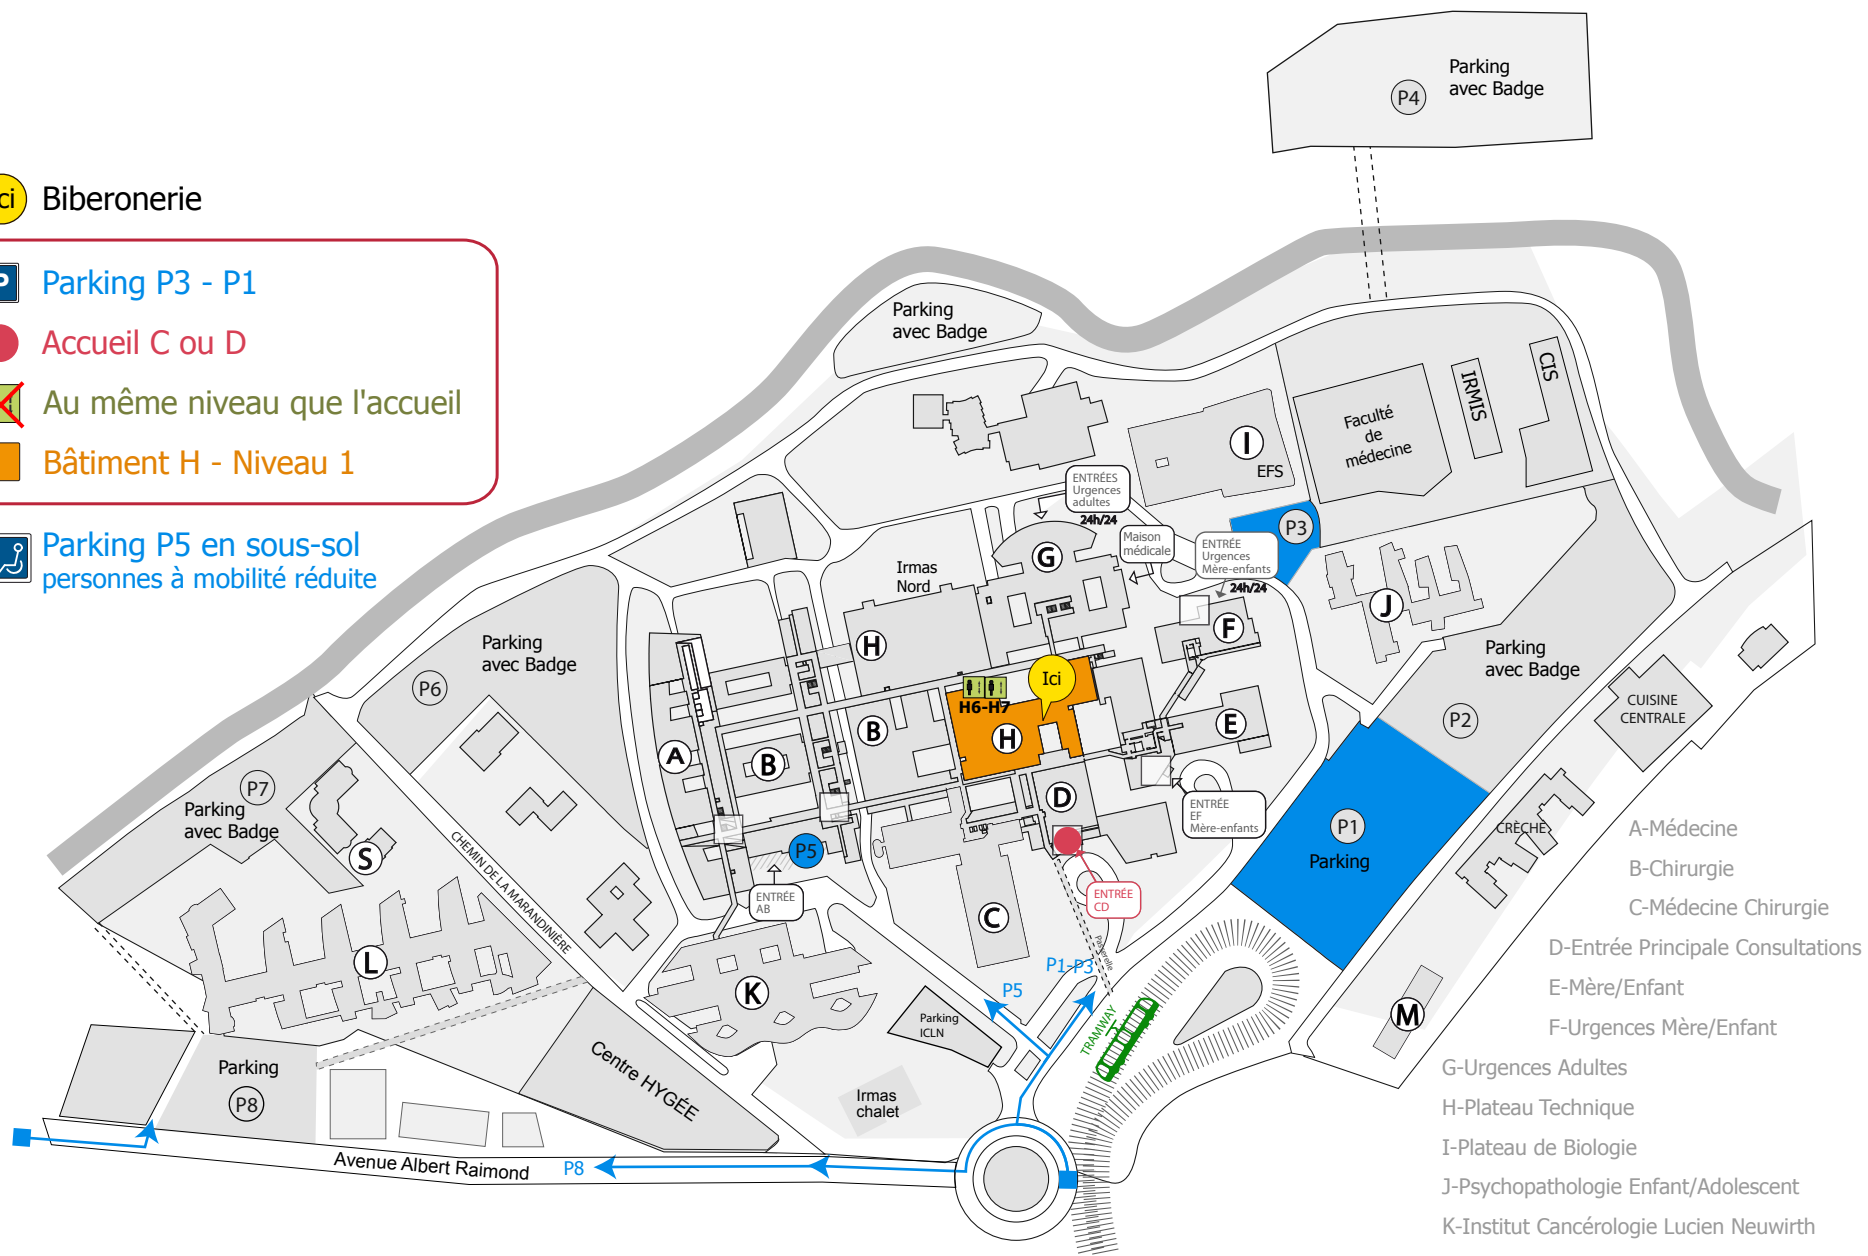 Parking
avec Badge
P4
Ici
Biberonerie
P
Parking P3 - P1
Accueil C ou D
Au même niveau que l'accueil
Bâtiment H - Niveau 1
Parking P5 en sous-sol
personnes à mobilité réduite
Parking
avec Badge
CIS
IRMIS
Faculté
de
médecine
I
EFS
ENTRÉES
Urgences
adultes
24h/24
P3
Maison
médicale
ENTRÉE
Urgences
Mère-enfants
24h/24
G
Irmas
Nord
J
F
H
Parking
avec Badge
P6
Parking
avec Badge
P2
CUISINE
CENTRALE
Ici
H6-H7
H
B
E
A
B
D
P7
Parking
avec Badge
ENTRÉE
EF
Mère-enfants
P1
Parking
CRÈCHE
S
P5
ENTRÉE
AB
ENTRÉE
CD
C
CHEMIN DE LA MARANDINIÈRE
Passerelle
L
P1-P3
P5
K
Parking
ICLN
TRAMWAY
M
Centre HYGÉE
Irmas
chalet
Parking
P8
Avenue Albert Raimond
P8
A-Médecine
B-Chirurgie
C-Médecine Chirurgie
D-Entrée Principale Consultations
E-Mère/Enfant
F-Urgences Mère/Enfant
G-Urgences Adultes
H-Plateau Technique
I-Plateau de Biologie
J-Psychopathologie Enfant/Adolescent
K-Institut Cancérologie Lucien Neuwirth